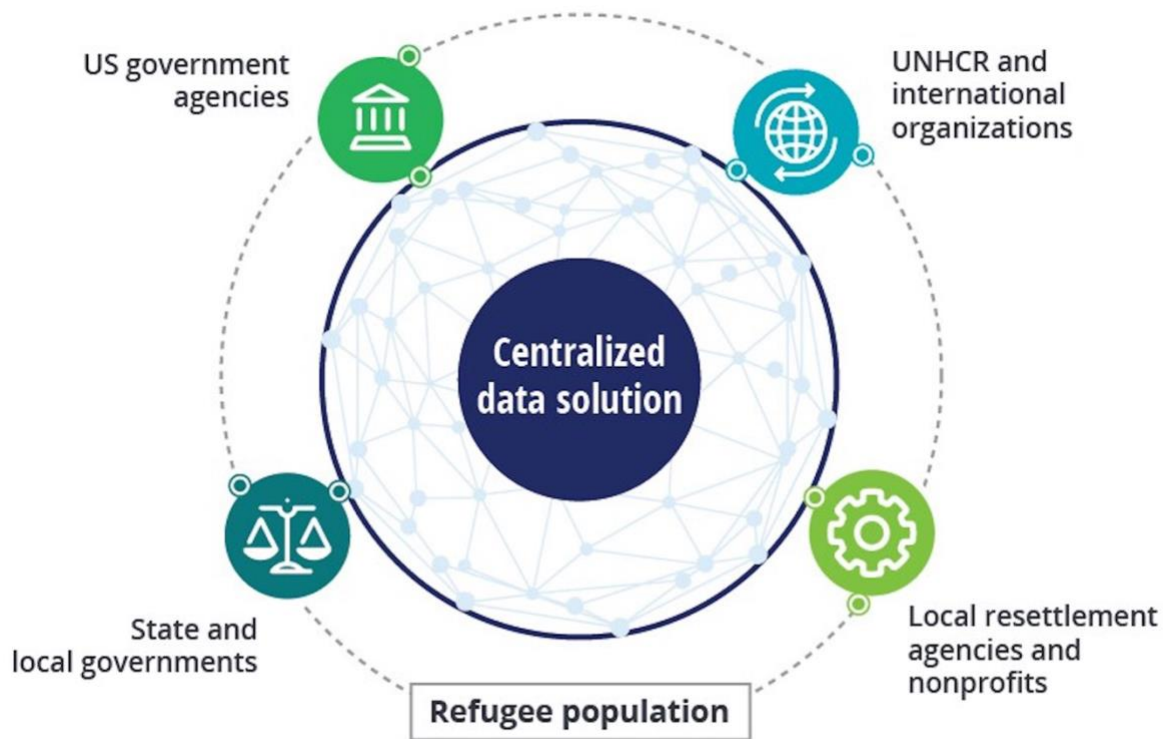 US government
agencies
UNHCR and
international
organizations
Centralized
data solution
State and
local governments
Local resettlement
agencies and
nonprofits
Refugee population